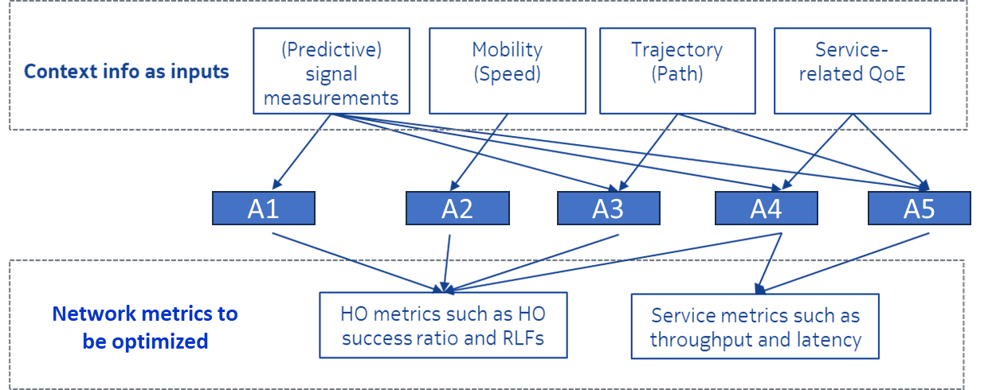 Context info as inputs
(Predictive)
signal
measurements
Mobility
(Speed)
Trajectory
(Path)
Service-
related QoE
A1
A2
A3
A4
A5
Network metrics to
be optimized
HO metrics such as HO
success ratio and RLFs
Service metrics such as
throughput and latency